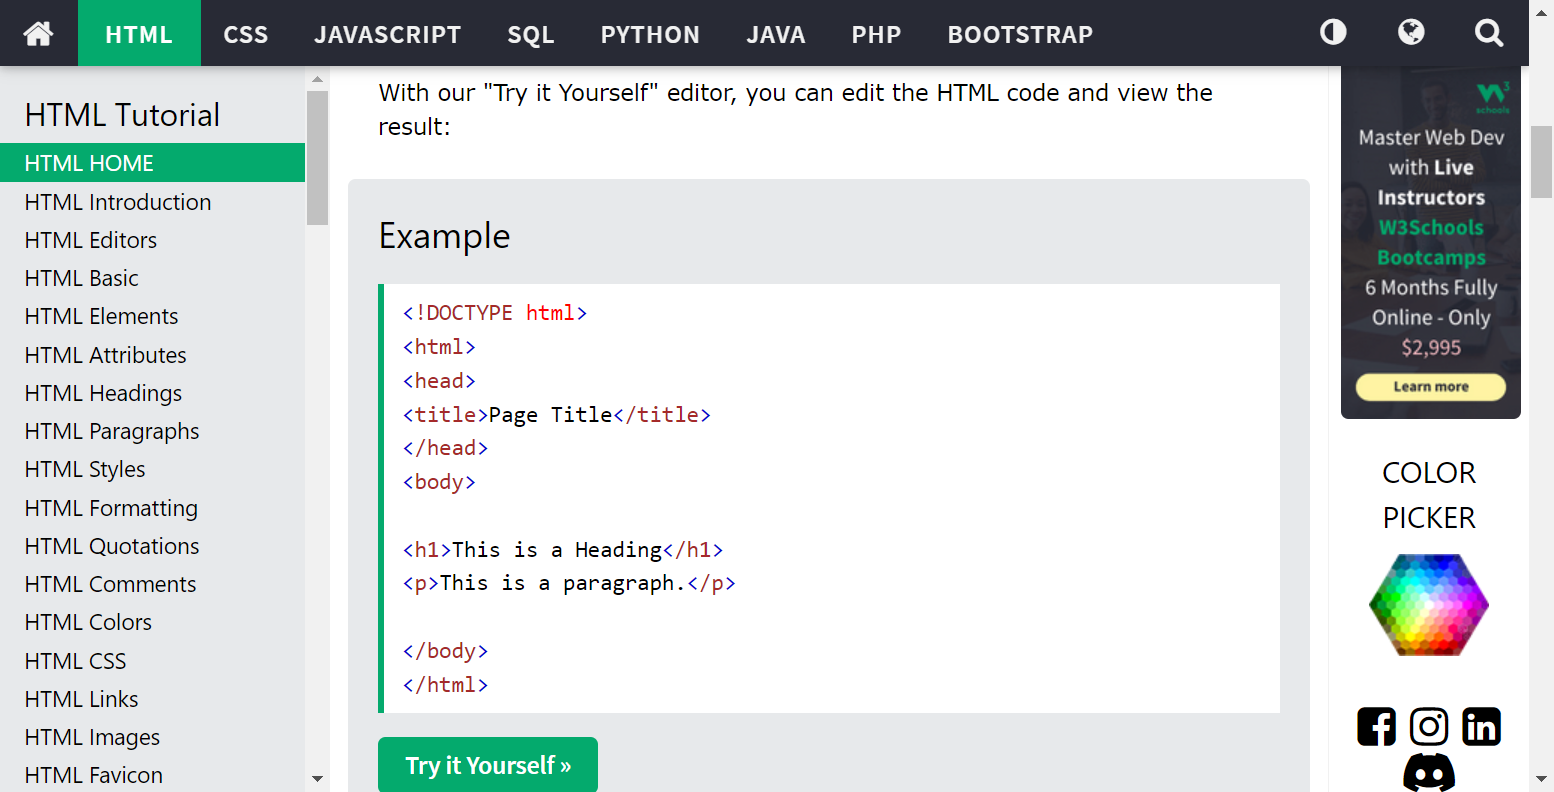 HTML CSS JAVASCRIPT SQL PYTHON JAVA PHP BOOTSTRAP
HTML Tutorial
HTML HOME
HTML Introduction
HTML Editors
HTML Basic
HTML Elements
HTML Attributes
HTML Headings
HTML Paragraphs
HTML Styles
HTML Formatting
HTML Quotations
HTML Comments
HTML Colors
HTML CSS
HTML Links
HTML Images
HTML Favicon
With our "Try it Yourself" editor, you can edit the HTML code and view the
result:
Example
<!DOCTYPE html>
<html>
<head>
<title>Page Title</title>
</head>
<body>
<h1>This is a Heading</h1>
<p>This is a paragraph.</p>
</body>
</html>
Try it Yourself »
W3
schools
Master Web Dev
with Live
Instructors
W3Schools
Bootcamps
6 Months Fully
Online - Only
$2,995
Learn more
COLOR
PICKER